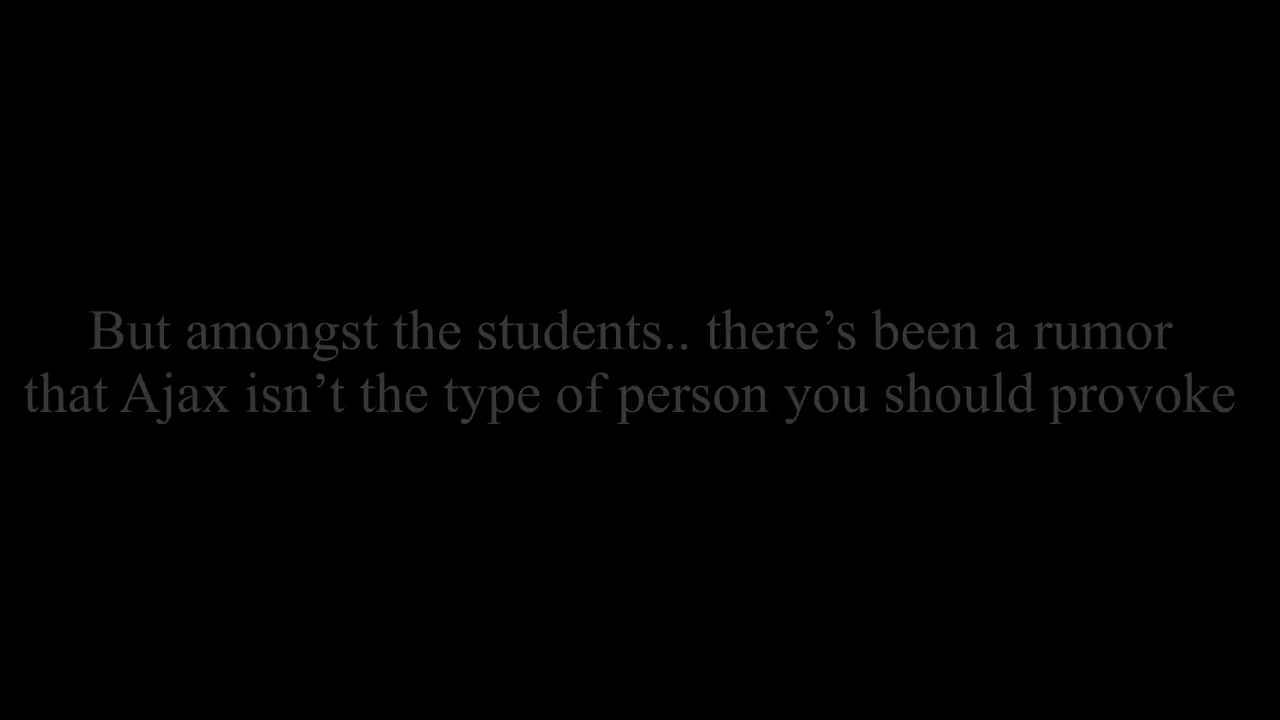 But amongst the students.. there’s been a rumor
that Ajax isn’t the type of person you should provoke